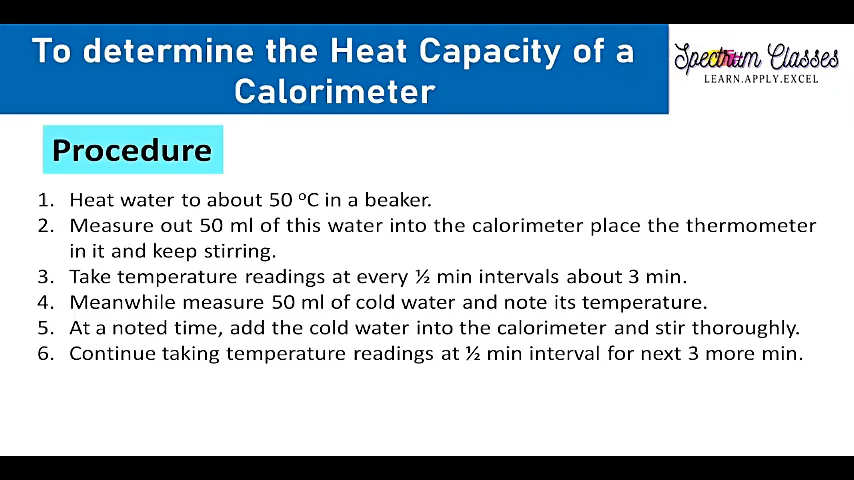 To determine the Heat Capacity of a
Calorimeter
Spectrum Classes
LEARN.APPLY.EXCEL
Procedure
1. Heat water to about 50 ºC in a beaker.
2. Measure out 50 ml of this water into the calorimeter place the thermometer
in it and keep stirring.
3. Take temperature readings at every ½ min intervals about 3 min.
4. Meanwhile measure 50 ml of cold water and note its temperature.
5. At a noted time, add the cold water into the calorimeter and stir thoroughly.
6. Continue taking temperature readings at ½ min interval for next 3 more min.